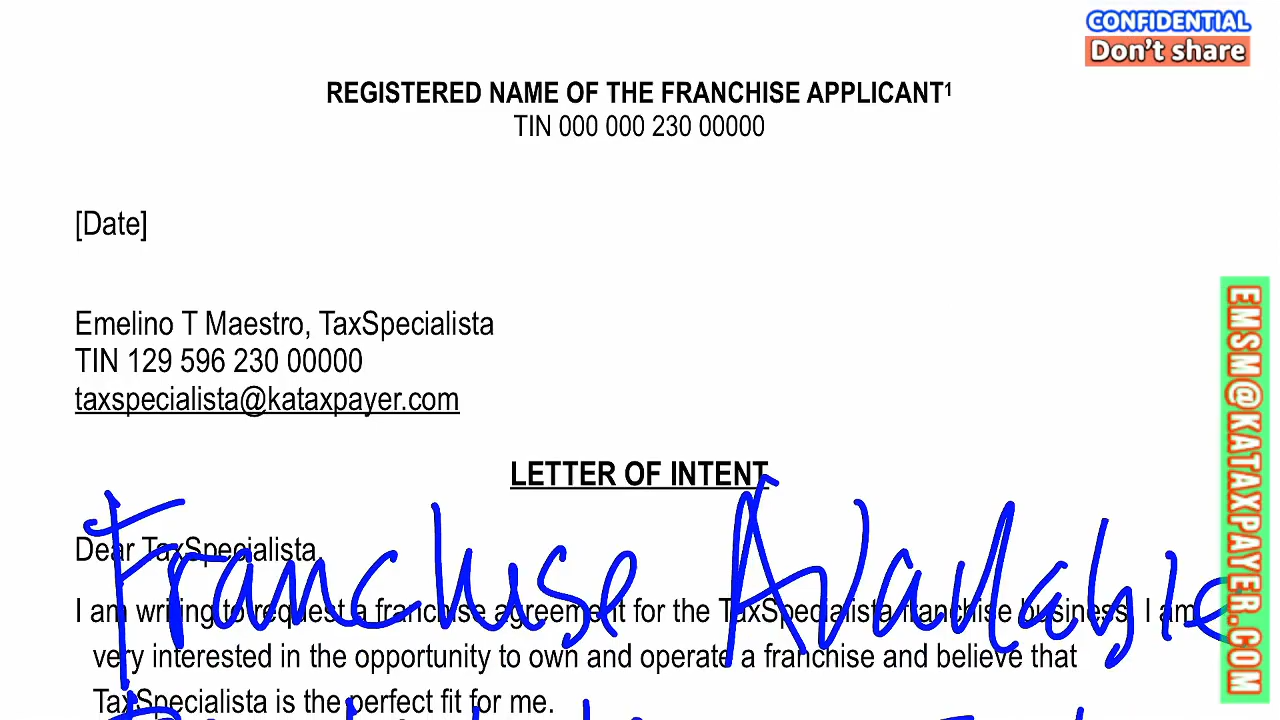 CONFIDENTIAL
Don't share
REGISTERED NAME OF THE FRANCHISE APPLICANT¹
TIN 000 000 230 00000
[Date]
Emelino T Maestro, TaxSpecialista
TIN 129 596 230 00000
taxspecialista@kataxpayer.com
LETTER OF INTENT
Dear TaxSpecialista,
Franchise Available
I am writing to request a franchise agreement for the TaxSpecialista franchise business. I am
very interested in the opportunity to own and operate a franchise and believe that
TaxSpecialista is the perfect fit for me.
EMSM@KATAXPAYER.COM